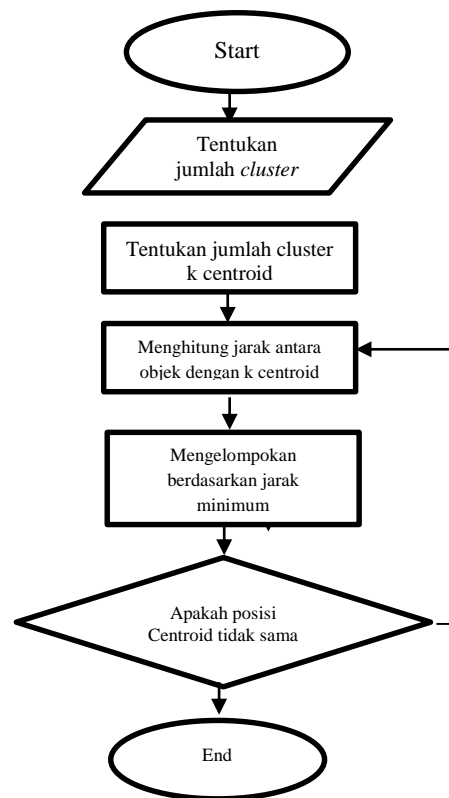 Start
Tentukan
jumlah cluster
Tentukan jumlah cluster
k centroid
Menghitung jarak antara
objek dengan k centroid
Mengelompokan
berdasarkan jarak
minimum
Apakah posisi
Centroid tidak sama
End